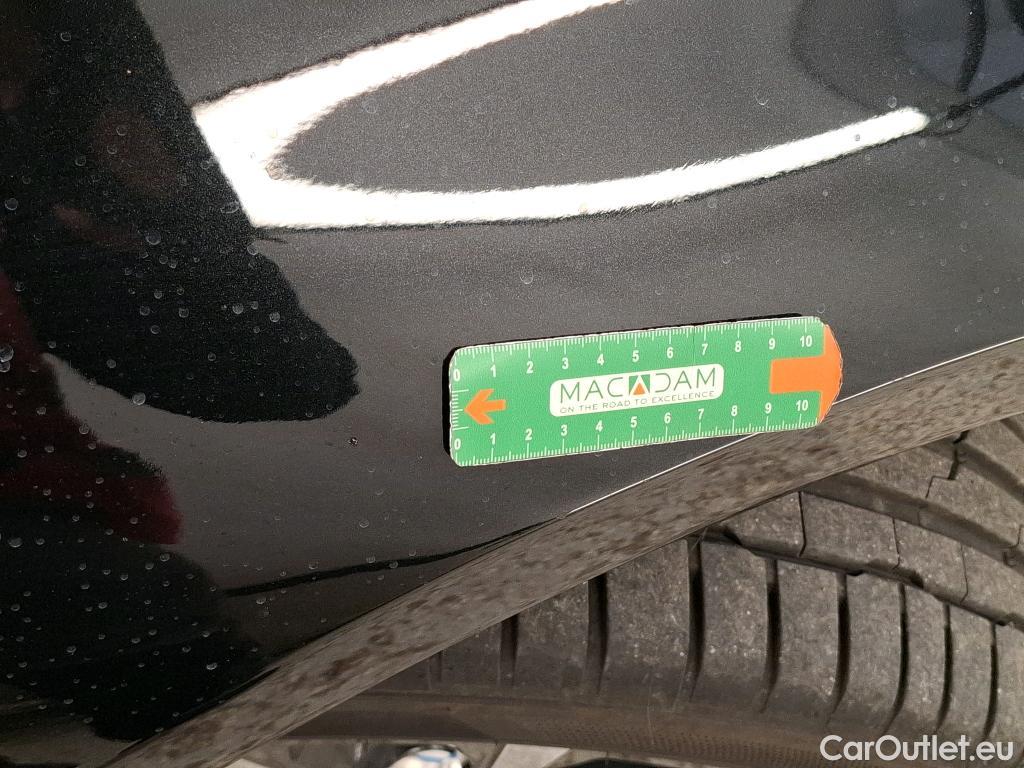 0 1 2 3 4 5 6 7 8 9 10
MACADAM
ON THE ROAD TO EXCELLENCE
0 1 2 3 4 5 6 7 8 9 10
CarOutlet.eu